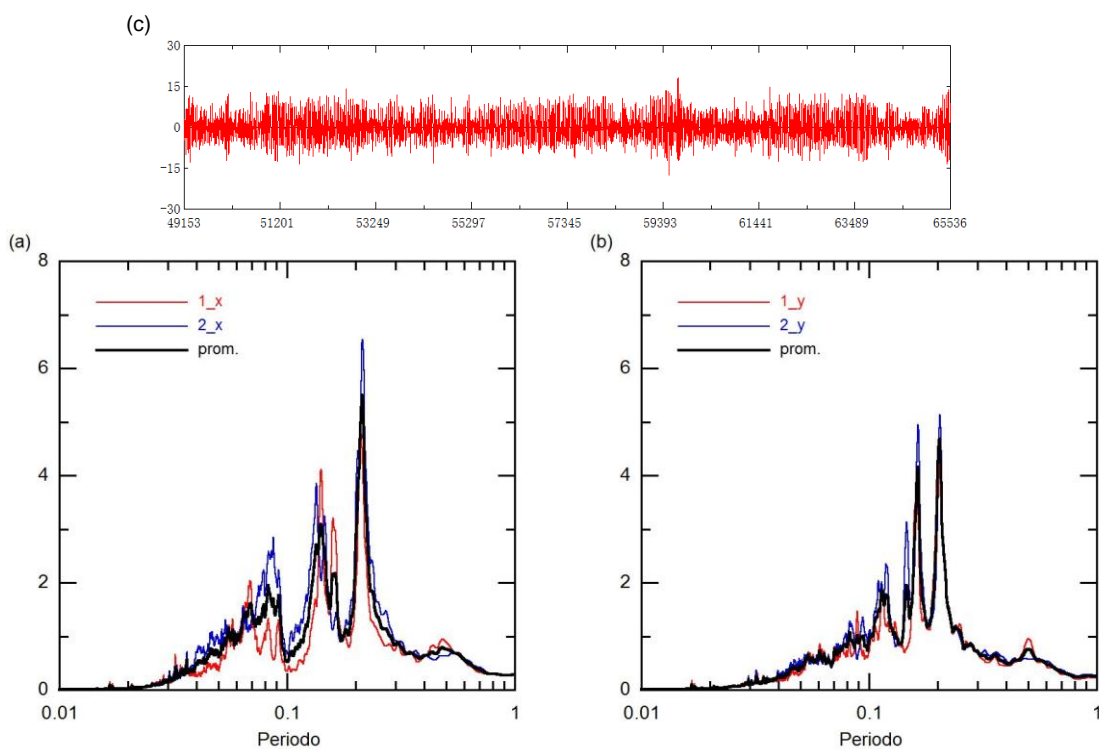 (c)
30
15
0
-15
-30
49153 51201 53249 55297 57345 59393 61441 63489 65536
(a) (b)
8 8
1_x 1_y
2_x 2_y
prom. prom.
6 6
4 4
2 2
0 0
0.01 0.1 1 0.01 0.1 1
Periodo Periodo